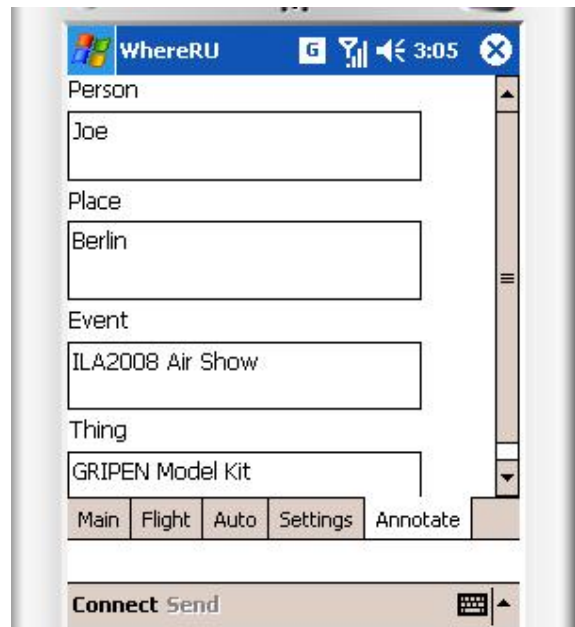 WhereRU G 3:05
Person
Joe
Place
Berlin
Event
ILA2008 Air Show
Thing
GRIPEN Model Kit
Main Flight Auto Settings Annotate
Connect Send